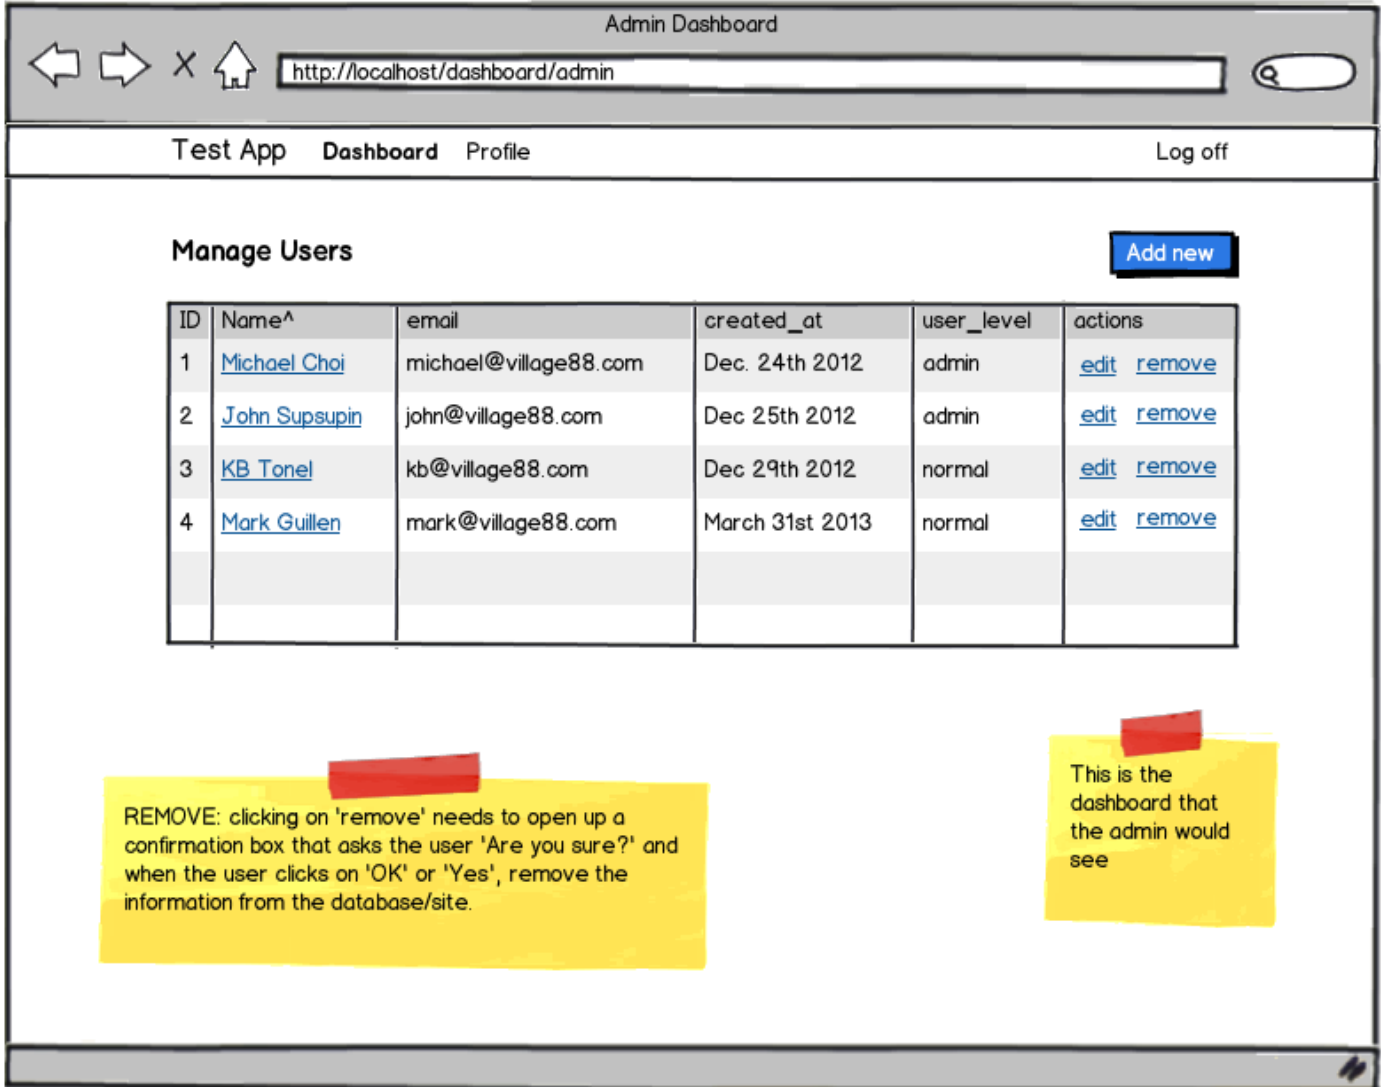 Admin Dashboard
http://localhost/dashboard/admin
Test App Dashboard Profile Log off
Manage Users Add new
ID Name^ email created_at user_level actions
1 Michael Choi michael@village88.com Dec. 24th 2012 admin edit remove
2 John Supsupin john@village88.com Dec 25th 2012 admin edit remove
3 KB Tonel kb@village88.com Dec 29th 2012 normal edit remove
4 Mark Guillen mark@village88.com March 31st 2013 normal edit remove
REMOVE: clicking on 'remove' needs to open up a
confirmation box that asks the user 'Are you sure?' and
when the user clicks on 'OK' or 'Yes', remove the
information from the database/site.
This is the
dashboard that
the admin would
see